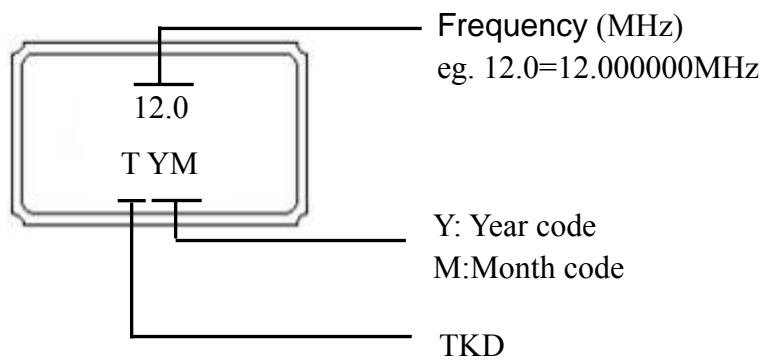 Frequency (MHz)
eg. 12.0=12.000000MHz
12.0
T YM
Y: Year code
M:Month code
TKD